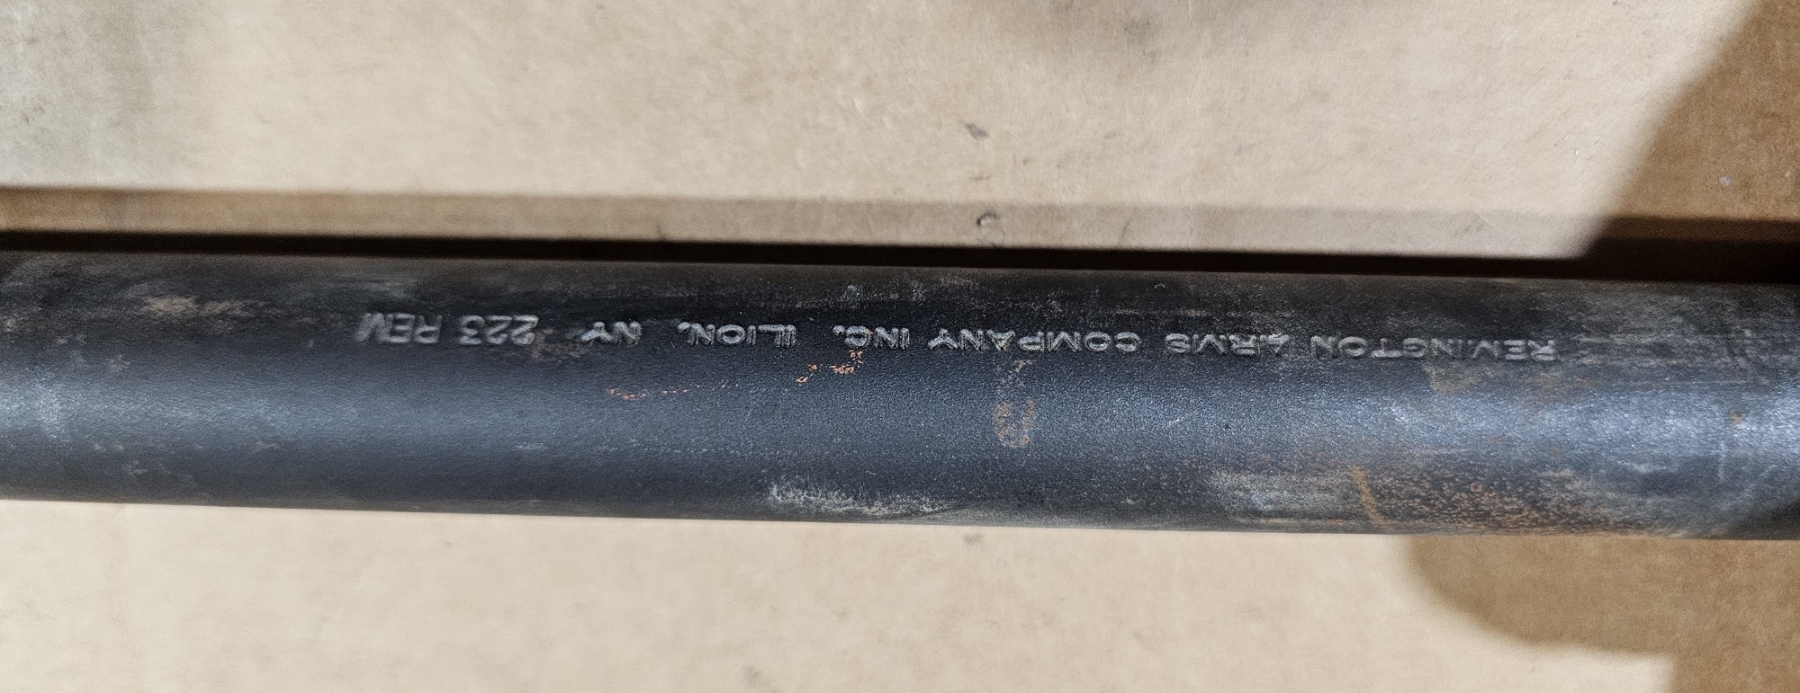 REMINGTON ARMS COMPANY INC. ILION, NY 223 REM